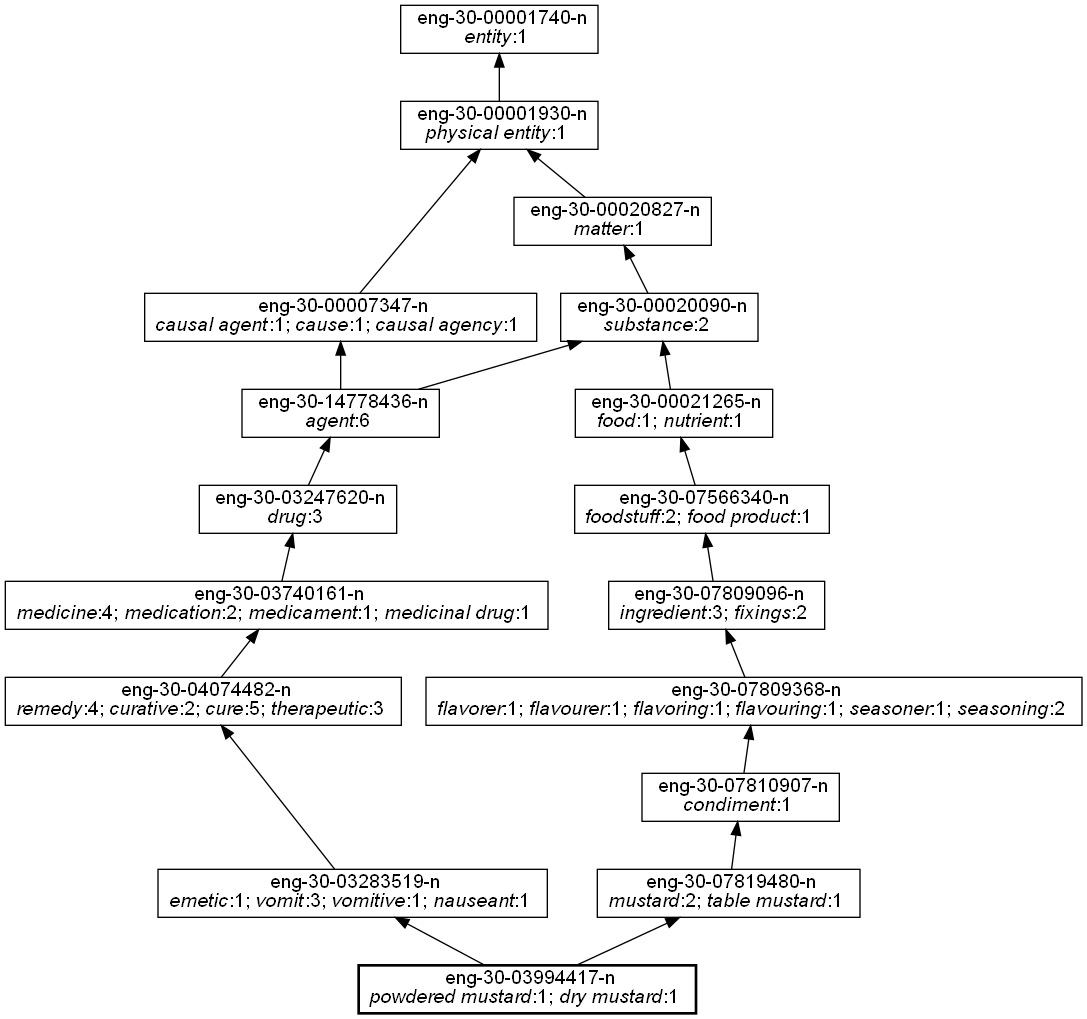 eng-30-00001740-n
entity:1
eng-30-00001930-n
physical entity:1
eng-30-00020827-n
matter:1
eng-30-00007347-n
causal agent:1; cause:1; causal agency:1
eng-30-00020090-n
substance:2
eng-30-14778436-n
agent:6
eng-30-00021265-n
food:1; nutrient:1
eng-30-03247620-n
drug:3
eng-30-07566340-n
foodstuff:2; food product:1
eng-30-03740161-n
medicine:4; medication:2; medicament:1; medicinal drug:1
eng-30-07809096-n
ingredient:3; fixings:2
eng-30-04074482-n
remedy:4; curative:2; cure:5; therapeutic:3
eng-30-07809368-n
flavorer:1; flavourer:1; flavoring:1; flavouring:1; seasoner:1; seasoning:2
eng-30-07810907-n
condiment:1
eng-30-03283519-n
emetic:1; vomit:3; vomitive:1; nauseant:1
eng-30-07819480-n
mustard:2; table mustard:1
eng-30-03994417-n
powdered mustard:1; dry mustard:1